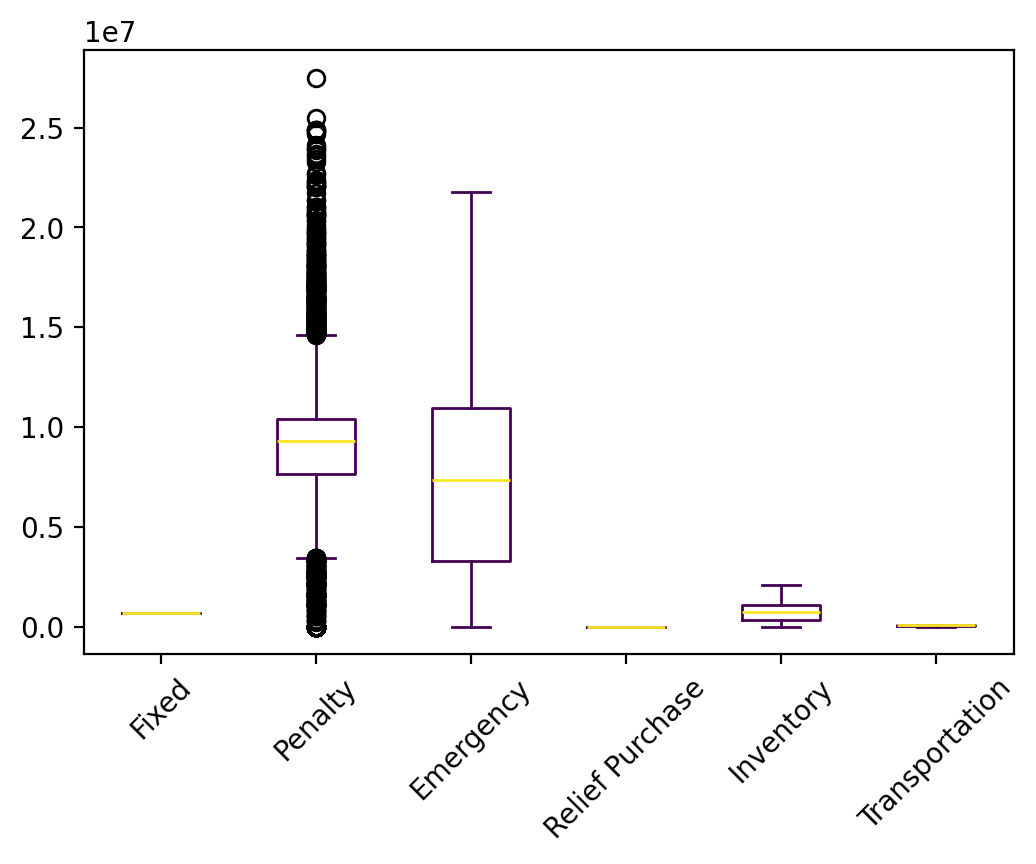 1e7
2.5
2.0
1.5
1.0
0.5
0.0
Fixed
Penalty
Emergency
Relief Purchase
Inventory
Transportation